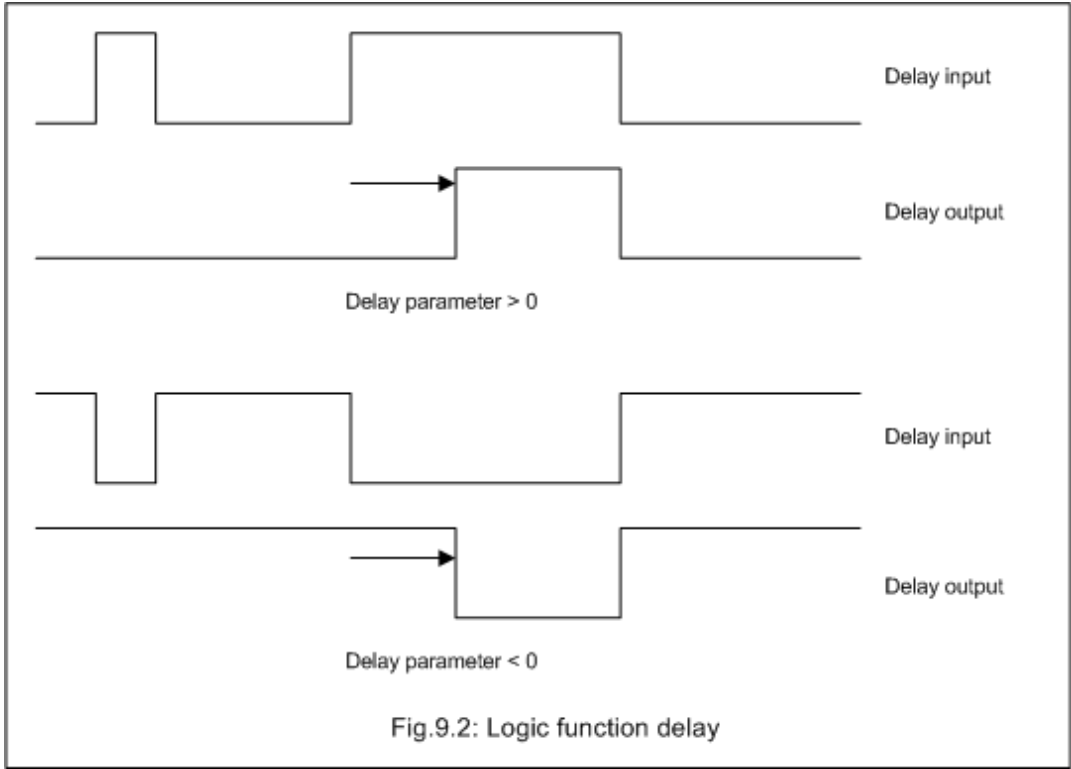 Delay input
Delay output
Delay parameter > 0
Delay input
Delay output
Delay parameter < 0
Fig.9.2: Logic function delay